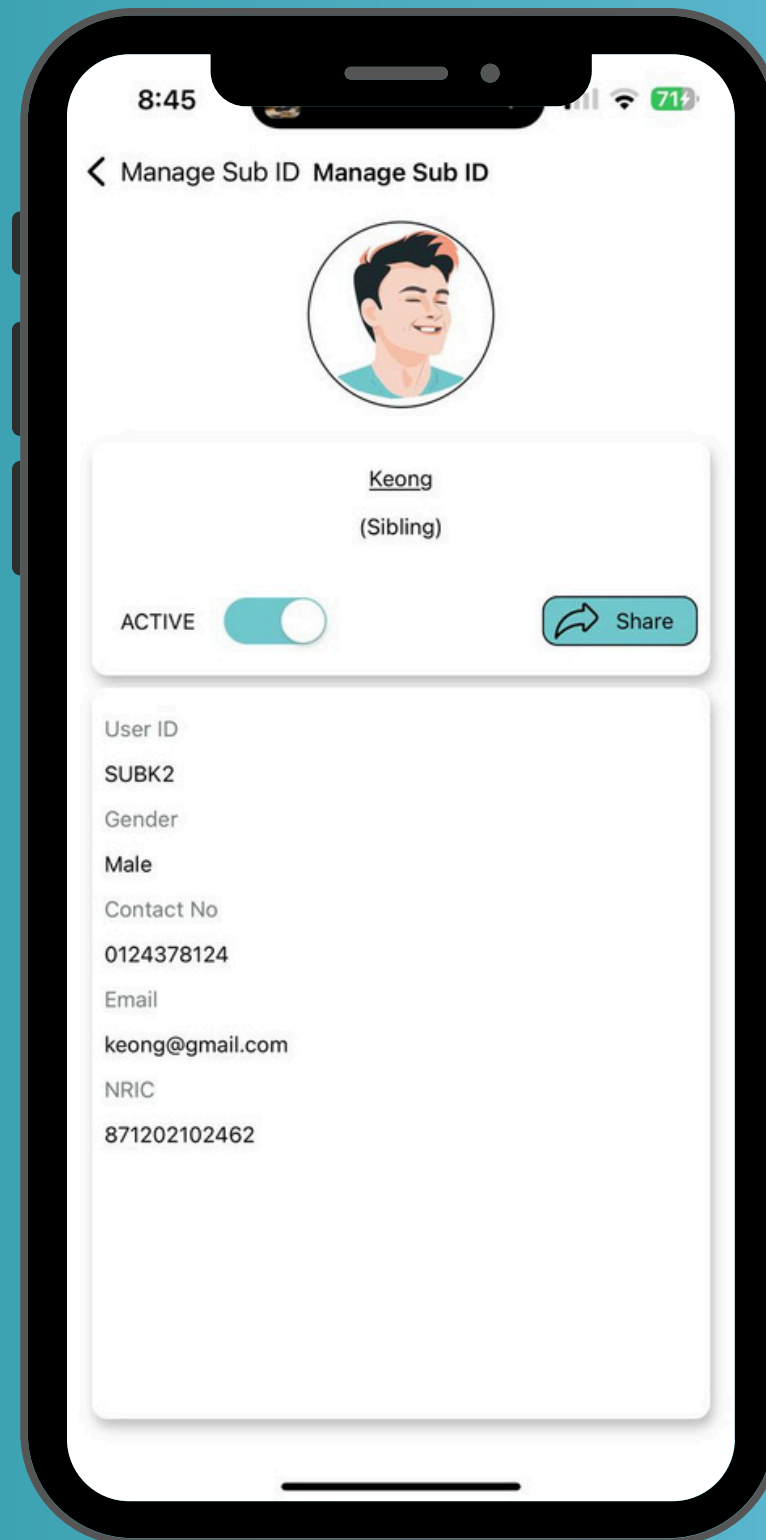 8:45
71
Manage Sub ID Manage Sub ID
Keong
(Sibling)
ACTIVE
Share
User ID
SUBK2
Gender
Male
Contact No
0124378124
Email
keong@gmail.com
NRIC
871202102462